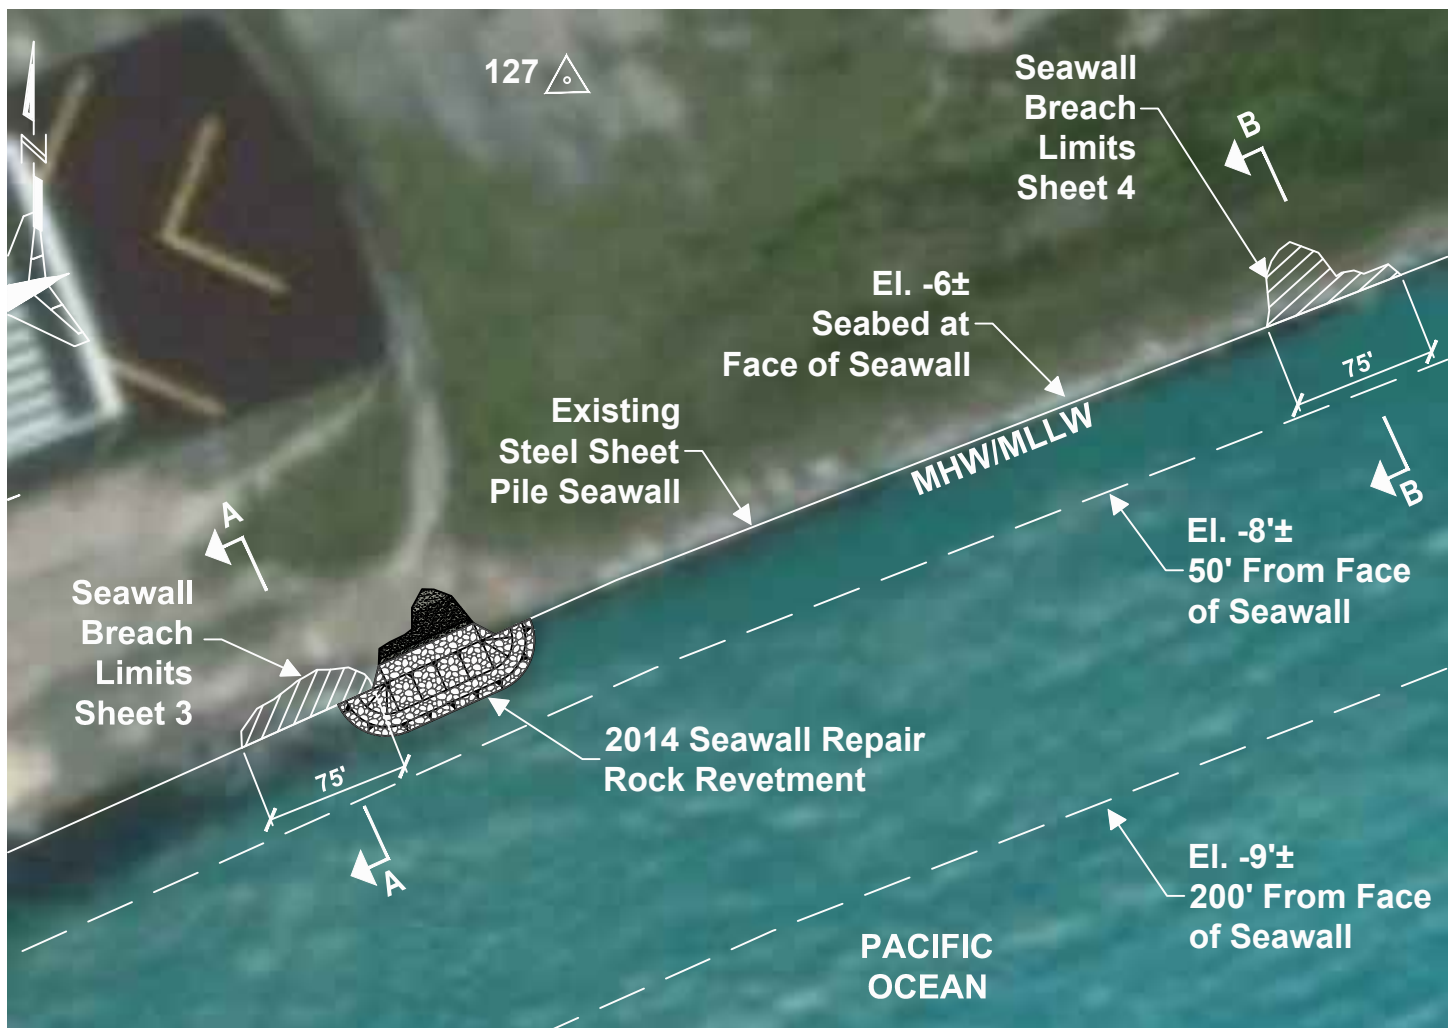 127
Seawall
Breach
Limits
Sheet 4
B
El. -6±
Seabed at
Face of Seawall
75'
Existing
Steel Sheet
Pile Seawall
MHW/MLLW
B
A
El. -8'±
50' From Face
of Seawall
Seawall
Breach
Limits
Sheet 3
2014 Seawall Repair
Rock Revetment
75'
A
El. -9'±
200' From Face
of Seawall
PACIFIC
OCEAN
N